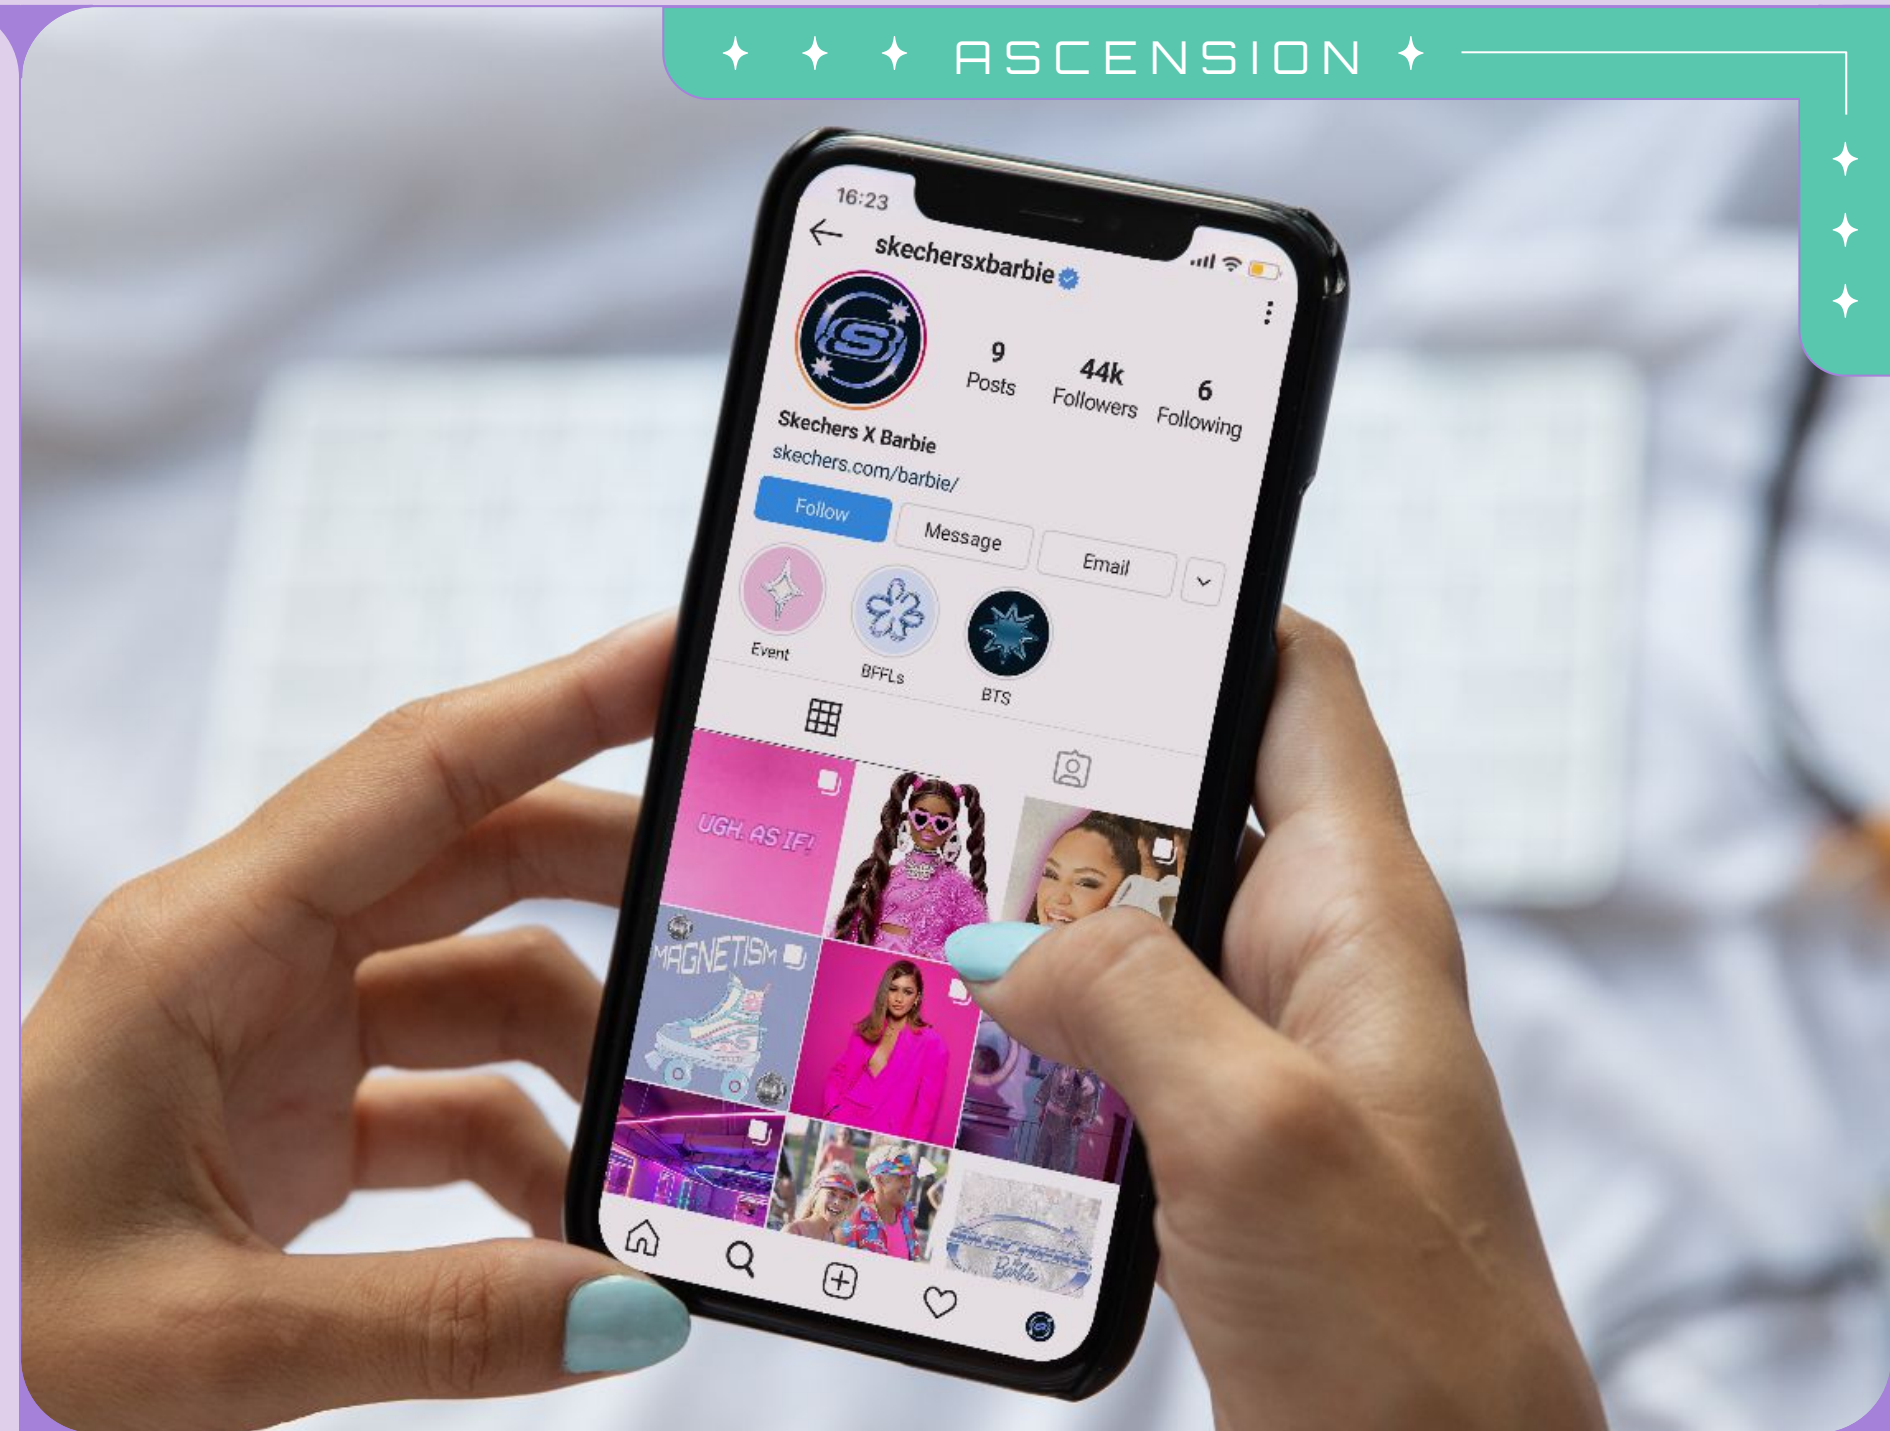 ASCENSION
16:23
skechersxbarbie
9
44k
6
Posts
Followers
Following
Skechers X Barbie
skechers.com/barbie/
Follow
Message
Email
Event
BFFLs
BTS
UGH. AS IF!
MAGNETISM
S
Barbie